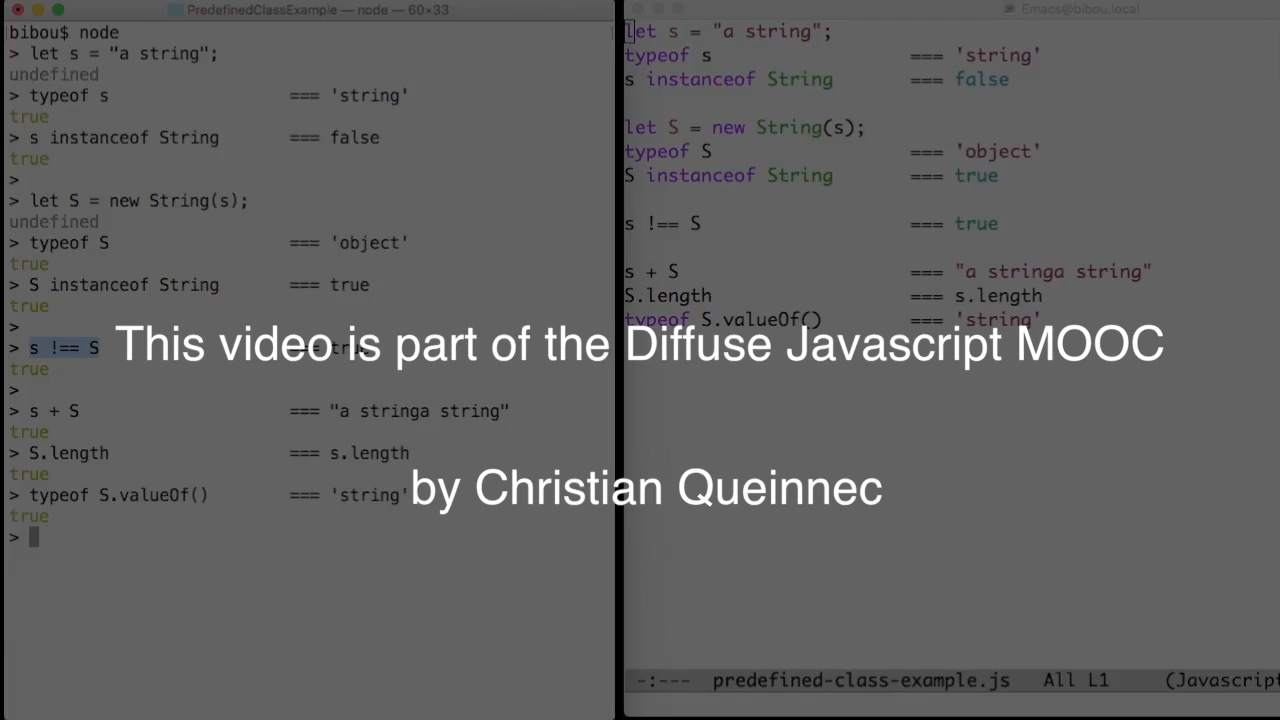 PredefinedClassExample — node — 60×33
bibou$ node
> let s = "a string";
undefined
> typeof s === 'string'
true
> s instanceof String === false
true
>
> let S = new String(s);
undefined
> typeof S === 'object'
true
> S instanceof String === true
true
>
> s !== S === true
true
>
> s + S === "a stringa string"
true
> S.length === s.length
true
> typeof S.valueOf() === 'string'
true
>
Emacs@bibou.local
let s = "a string";
typeof s === 'string'
s instanceof String === false
let S = new String(s);
typeof S === 'object'
S instanceof String === true
s !== S === true
s + S === "a stringa string"
S.length === s.length
typeof S.valueOf() === 'string'
-:--- predefined-class-example.js All L1 (Javascript
This video is part of the Diffuse Javascript MOOC
by Christian Queinnec